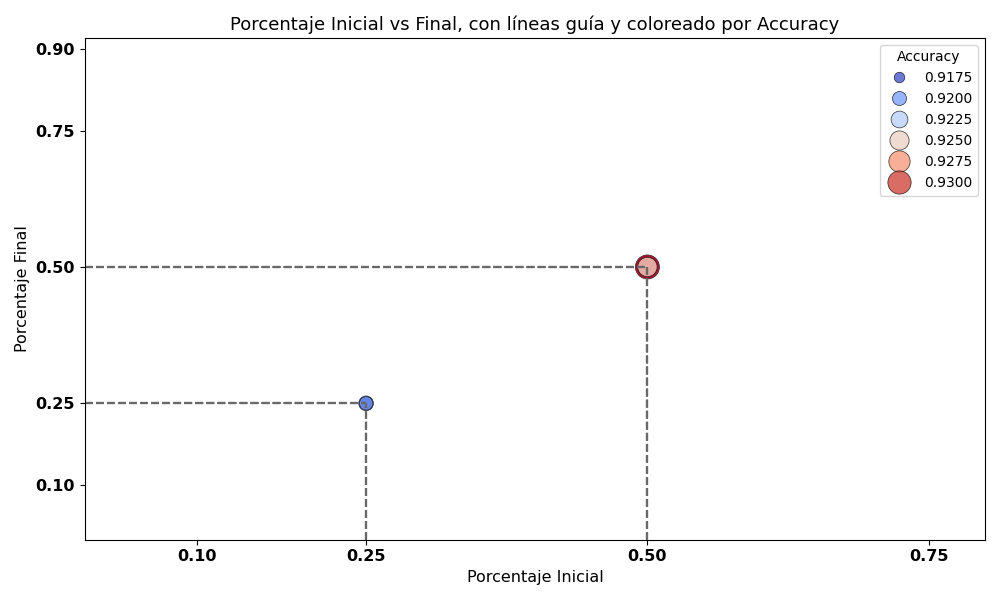 Porcentaje Inicial vs Final, con líneas guía y coloreado por Accuracy
Porcentaje Final
0.90
0.75
0.50
0.25
0.10
Accuracy
0.9175
0.9200
0.9225
0.9250
0.9275
0.9300
0.10 0.25 0.50 0.75
Porcentaje Inicial